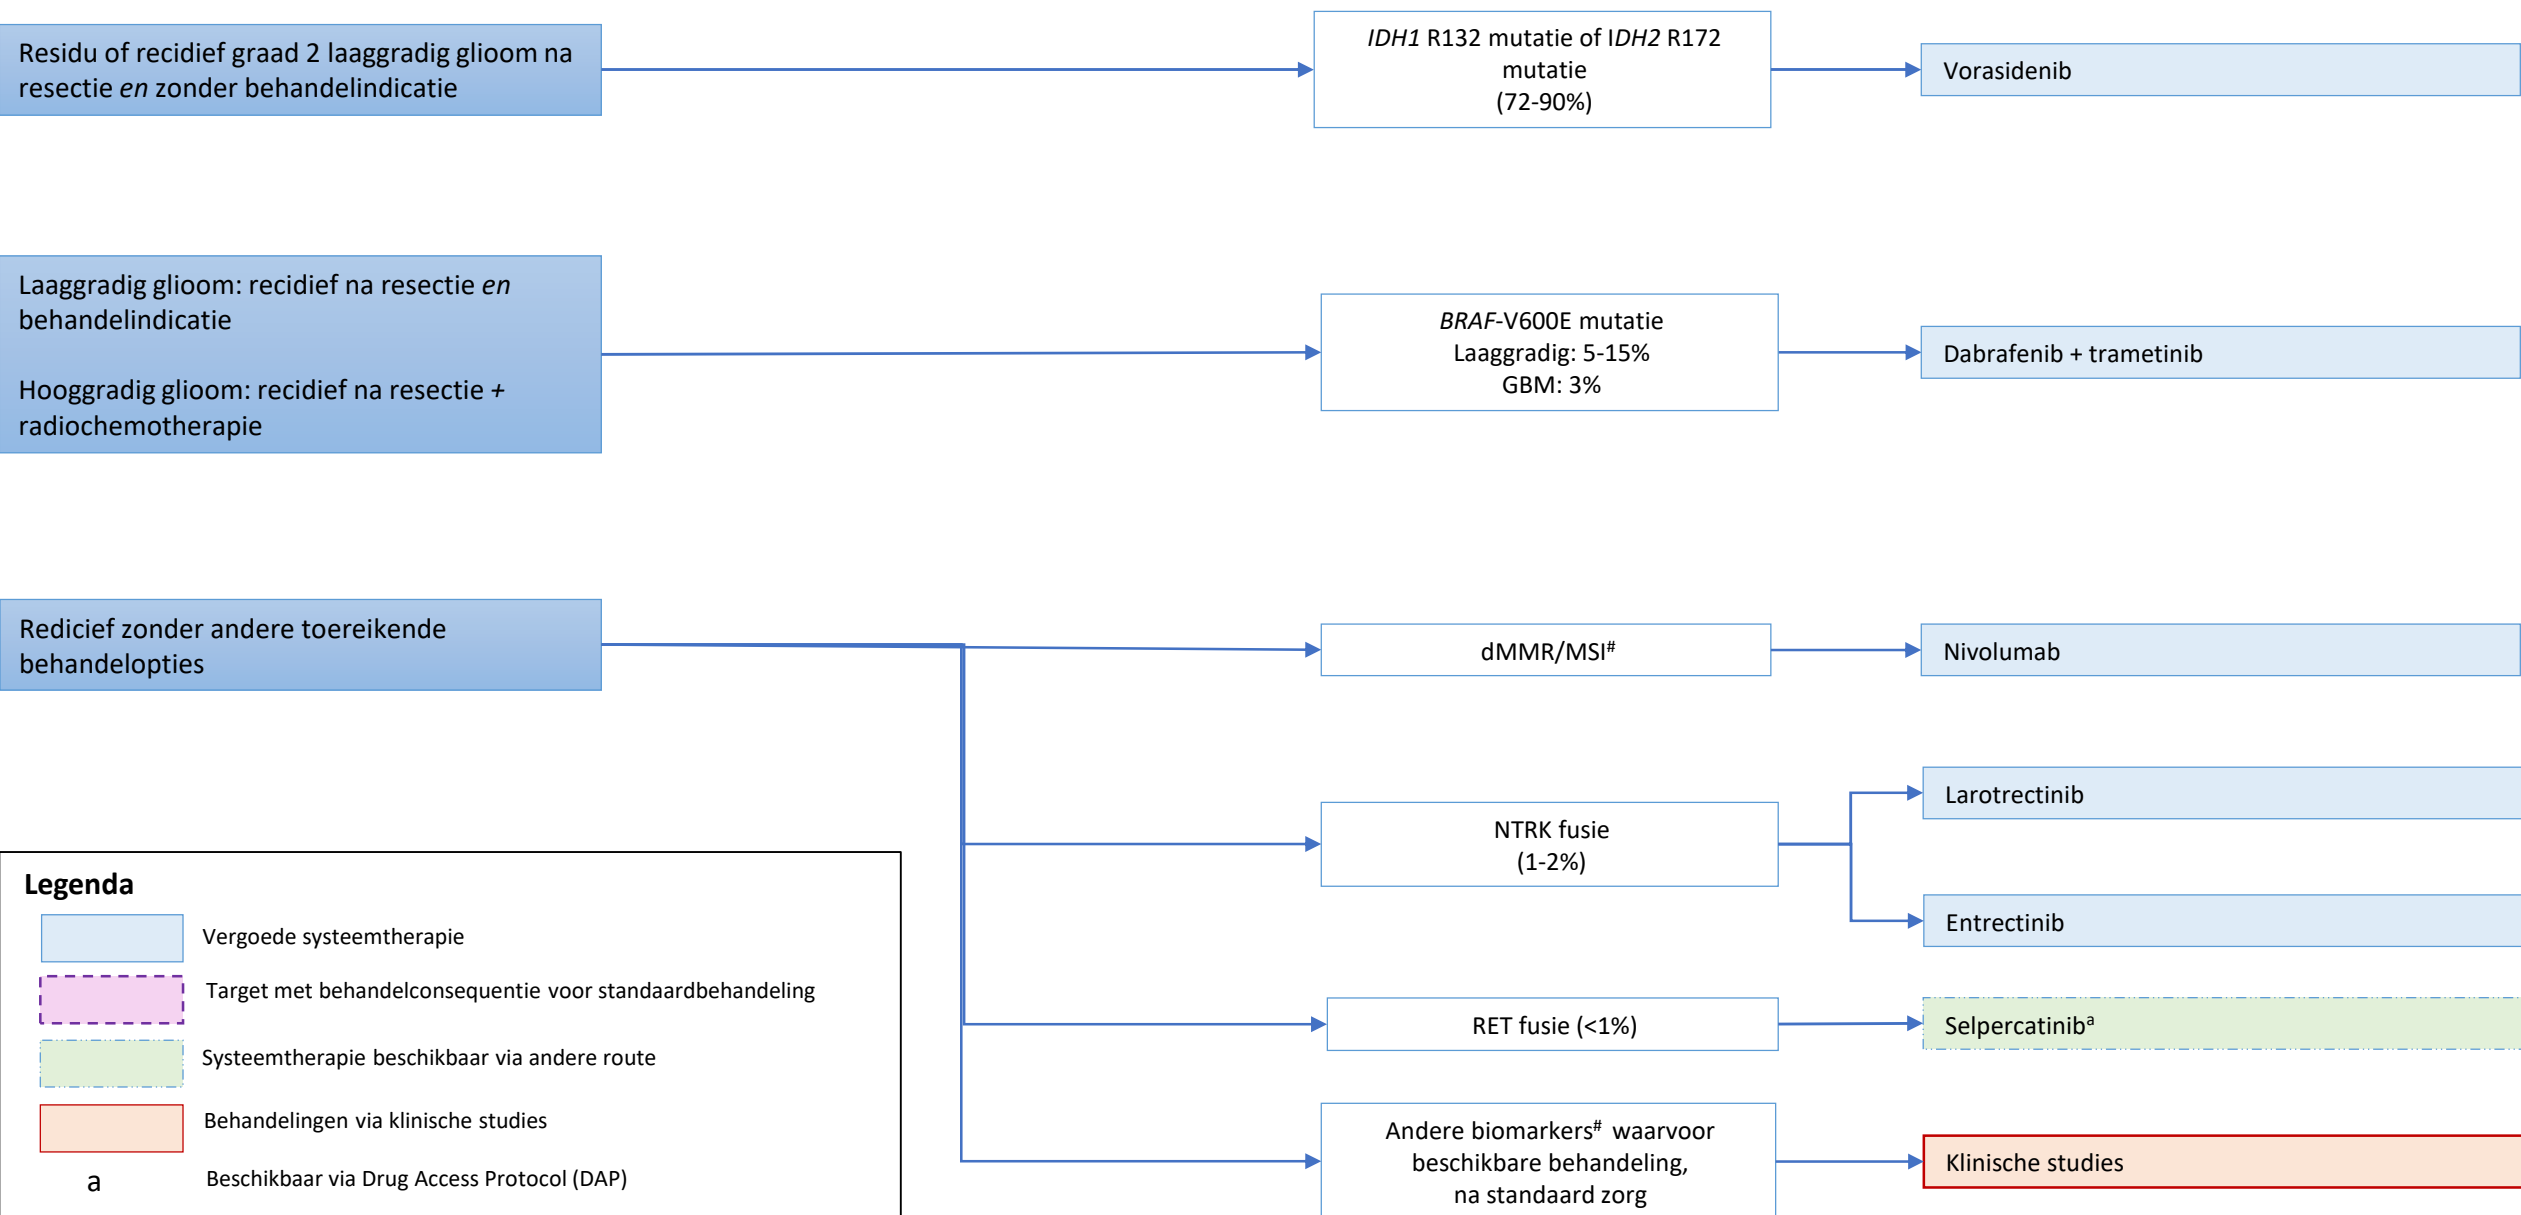 Residu of recidief graad 2 laaggradig glioom na
resectie en zonder behandelindicatie
IDH1 R132 mutatie of IDH2 R172
mutatie
(72-90%)
Vorasidenib
Laaggradig glioom: recidief na resectie en
behandelindicatie
Hooggradig glioom: recidief na resectie +
radiochemotherapie
BRAF-V600E mutatie
Laaggradig: 5-15%
GBM: 3%
Dabrafenib + trametinib
Redicief zonder andere toereikende
behandelopties
dMMR/MSI#
Nivolumab
NTRK fusie
(1-2%)
Larotrectinib
Entrectinib
RET fusie (<1%)
Selpercatinibᵃ
Andere biomarkers# waarvoor
beschikbare behandeling,
na standaard zorg
Klinische studies
Legenda
Vergoede systeemtherapie
Target met behandelconsequentie voor standaardbehandeling
Systeemtherapie beschikbaar via andere route
Behandelingen via klinische studies
a Beschikbaar via Drug Access Protocol (DAP)